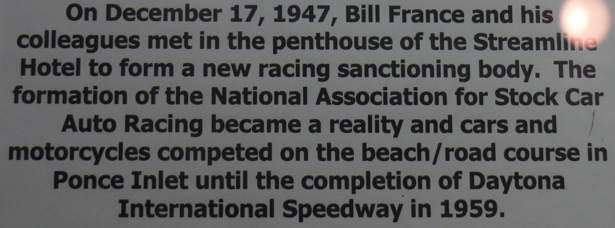 On December 17, 1947, Bill France and his
colleagues met in the penthouse of the Streamline
Hotel to form a new racing sanctioning body.  The
formation of the National Association for Stock Car
Auto Racing became a reality and cars and
motorcycles competed on the beach/road course in
Ponce Inlet until the completion of Daytona
International Speedway in 1959.